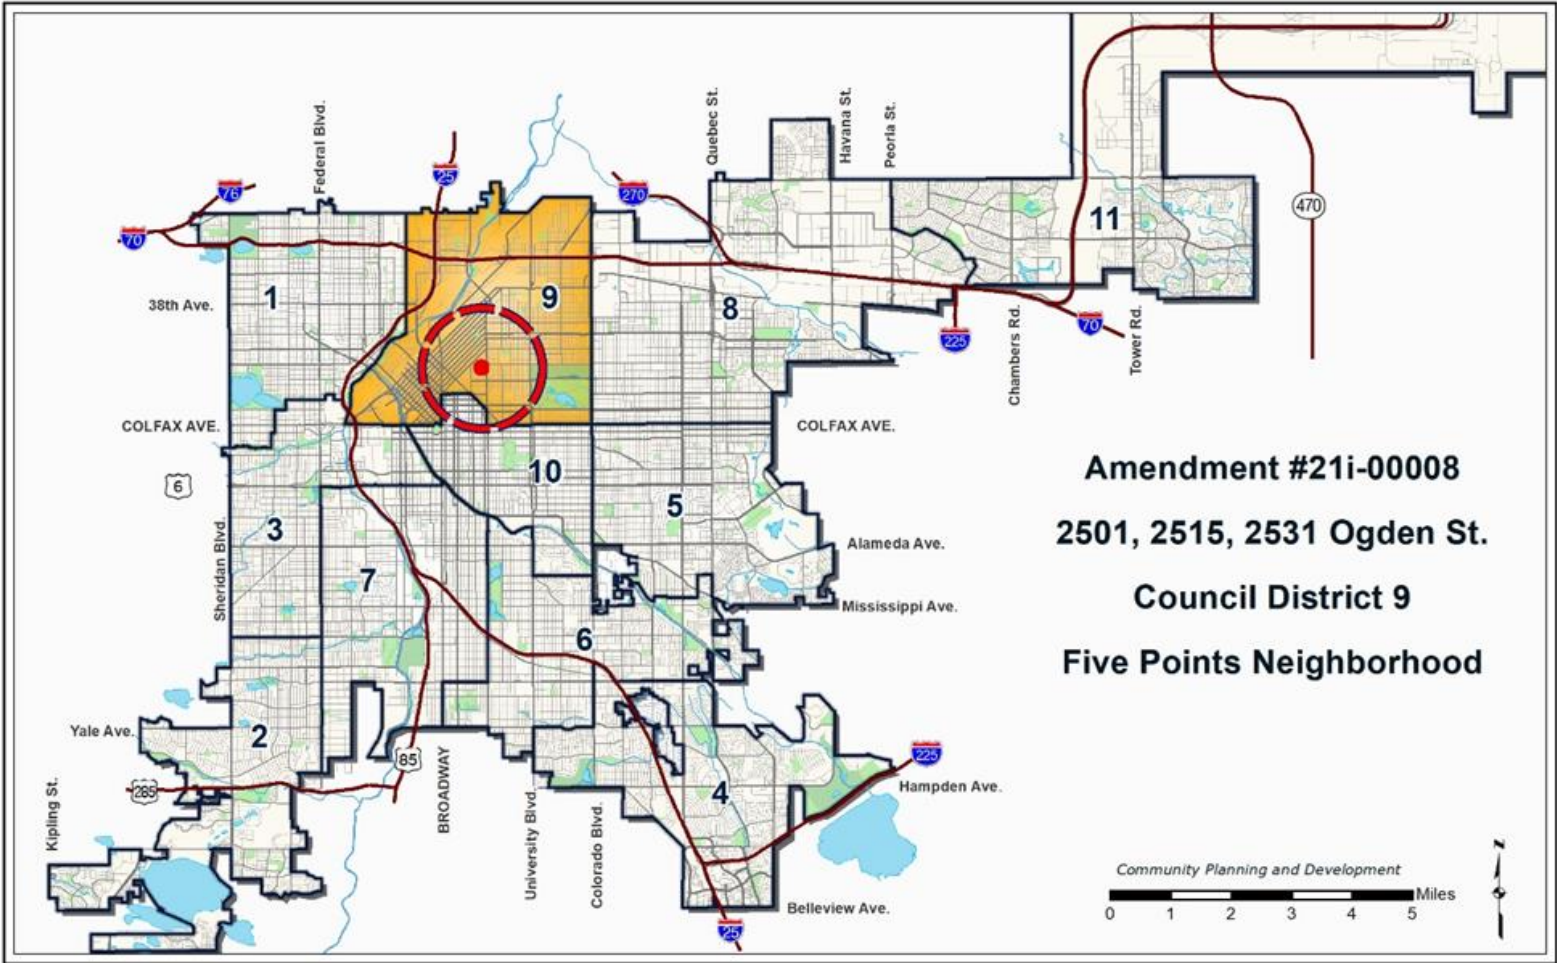 Federal Blvd.
Quebec St.
Havana St.
Peoria St.
76
25
270
70
470
11
1
9
8
38th Ave.
225
Chambers Rd.
70
Tower Rd.
COLFAX AVE.
COLFAX AVE.
6
10
5
3
Sheridan Blvd.
7
Alameda Ave.
Mississippi Ave.
6
Amendment #21i-00008
2501, 2515, 2531 Ogden St.
Council District 9
Five Points Neighborhood
Yale Ave.
2
85
285
BROADWAY
University Blvd.
Colorado Blvd.
4
225
Hampden Ave.
Kipling St.
Belleview Ave.
25
Community Planning and Development
Miles
0 1 2 3 4 5
N